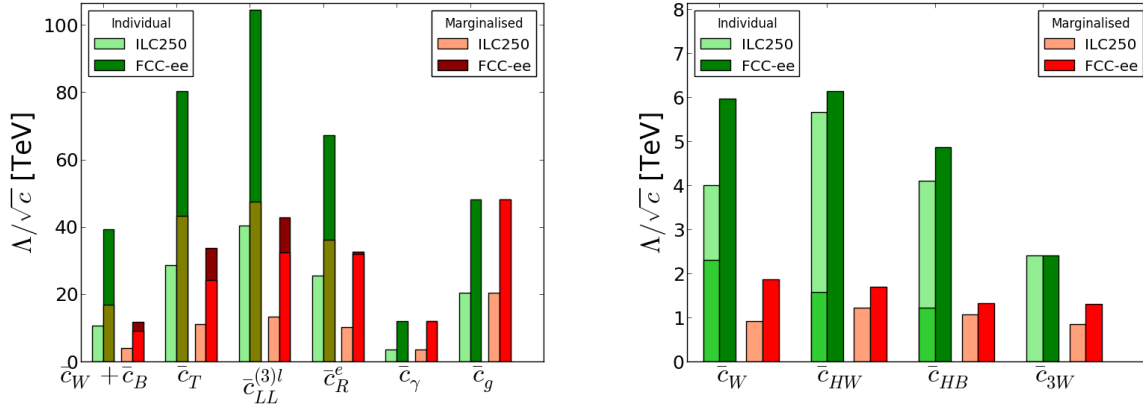 Individual
ILC250
FCC-ee
Marginalised
ILC250
FCC-ee
Λ/√c [TeV]
100
80
60
40
20
0
c̄_W + c̄_B
c̄_T
c̄_LL^(3)l
c̄_R^e
c̄_γ
c̄_g
Individual
ILC250
FCC-ee
Marginalised
ILC250
FCC-ee
Λ/√c [TeV]
8
7
6
5
4
3
2
1
0
c̄_W
c̄_HW
c̄_HB
c̄_3W